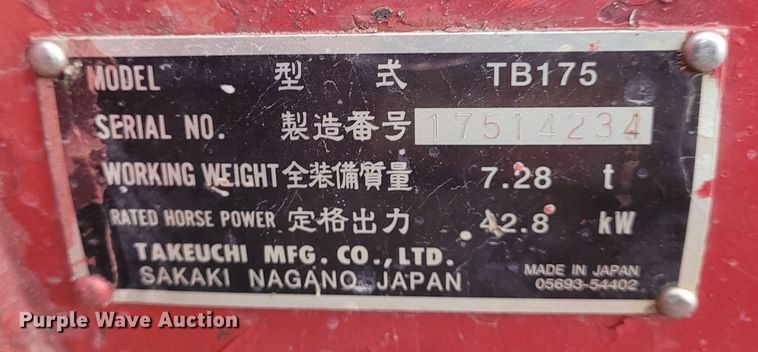 MODEL 型式 TB175
SERIAL NO. 製造番号 17514234
WORKING WEIGHT 全装備質量 7.28 t
RATED HORSE POWER 定格出力 42.8 kW
TAKEUCHI MFG. CO., LTD.
SAKAKI NAGANO JAPAN
MADE IN JAPAN
05693-54402
Purple Wave Auction